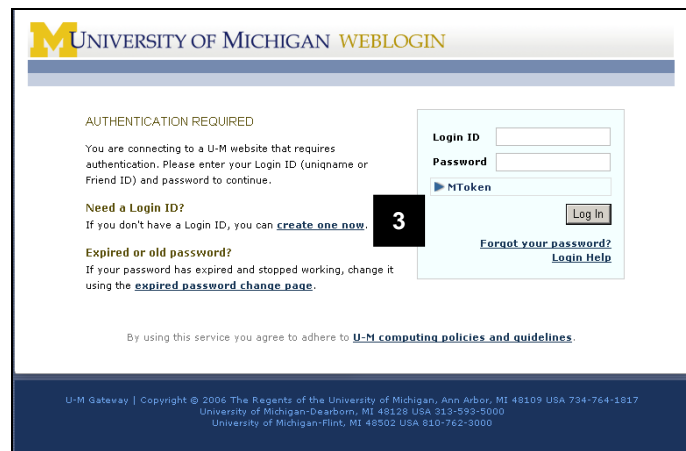 UNIVERSITY OF MICHIGAN WEBLOGIN
AUTHENTICATION REQUIRED
You are connecting to a U-M website that requires
authentication. Please enter your Login ID (uniqname or
Friend ID) and password to continue.
Need a Login ID?
If you don't have a Login ID, you can create one now.
Expired or old password?
If your password has expired and stopped working, change it
using the expired password change page.
3
Login ID
Password
MToken
Log In
Forgot your password?
Login Help
By using this service you agree to adhere to U-M computing policies and guidelines.
U-M Gateway | Copyright © 2006 The Regents of the University of Michigan, Ann Arbor, MI 48109 USA 734-764-1817
University of Michigan-Dearborn, MI 48128 USA 313-593-5000
University of Michigan-Flint, MI 48502 USA 810-762-3000